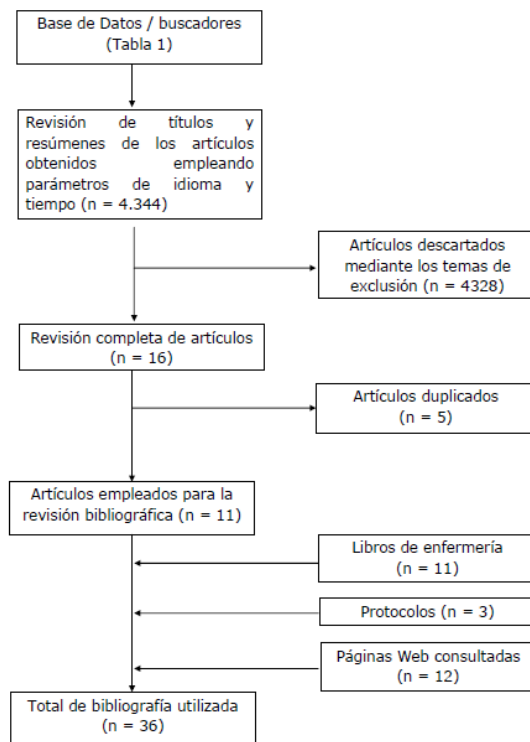 Base de Datos / buscadores
(Tabla 1)
Revisión de títulos y
resúmenes de los artículos
obtenidos empleando
parámetros de idioma y
tiempo (n = 4.344)
Artículos descartados
mediante los temas de
exclusión (n = 4328)
Revisión completa de artículos
(n = 16)
Artículos duplicados
(n = 5)
Artículos empleados para la
revisión bibliográfica (n = 11)
Libros de enfermería
(n = 11)
Protocolos (n = 3)
Páginas Web consultadas
(n = 12)
Total de bibliografía utilizada
(n = 36)